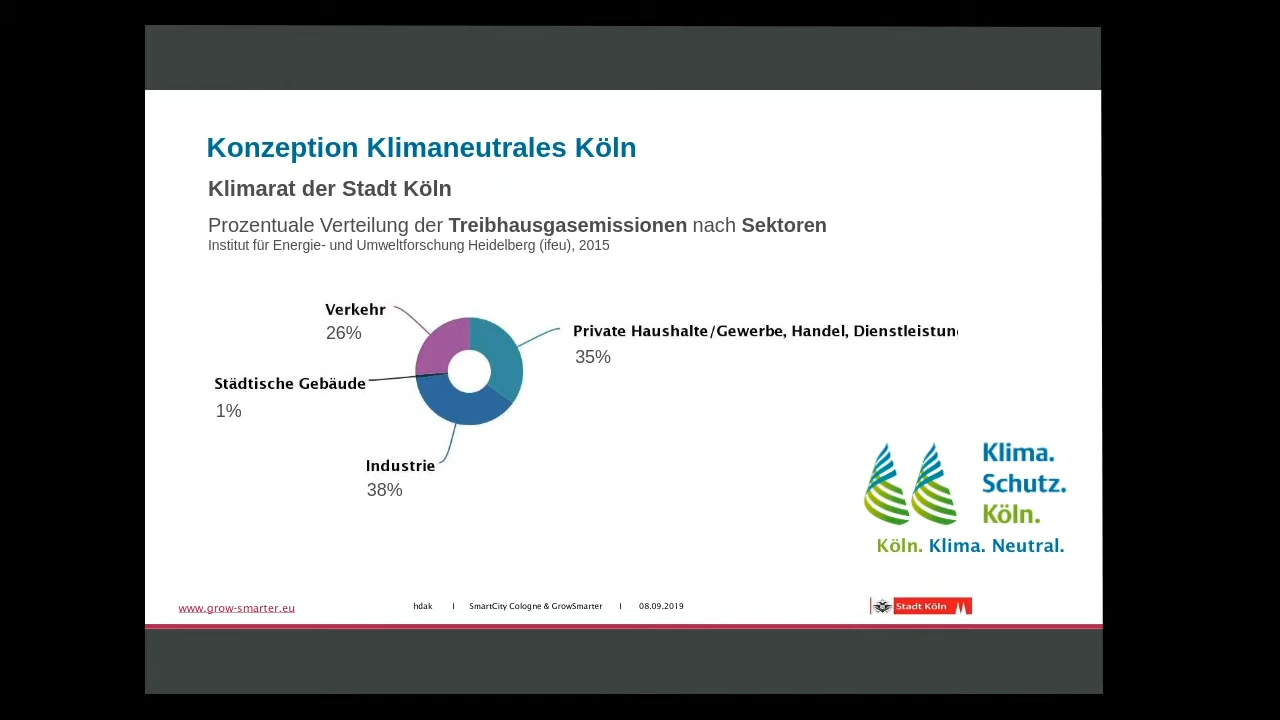 Konzeption Klimaneutrales Köln
Klimarat der Stadt Köln
Prozentuale Verteilung der Treibhausgasemissionen nach Sektoren
Institut für Energie- und Umweltforschung Heidelberg (ifeu), 2015
Verkehr
26%
Private Haushalte/Gewerbe, Handel, Dienstleistun
35%
Städtische Gebäude
1%
Industrie
38%
Klima.
Schutz.
Köln.
Köln. Klima. Neutral.
www.grow-smarter.eu
hdak I SmartCity Cologne & GrowSmarter I 08.09.2019
Stadt Köln